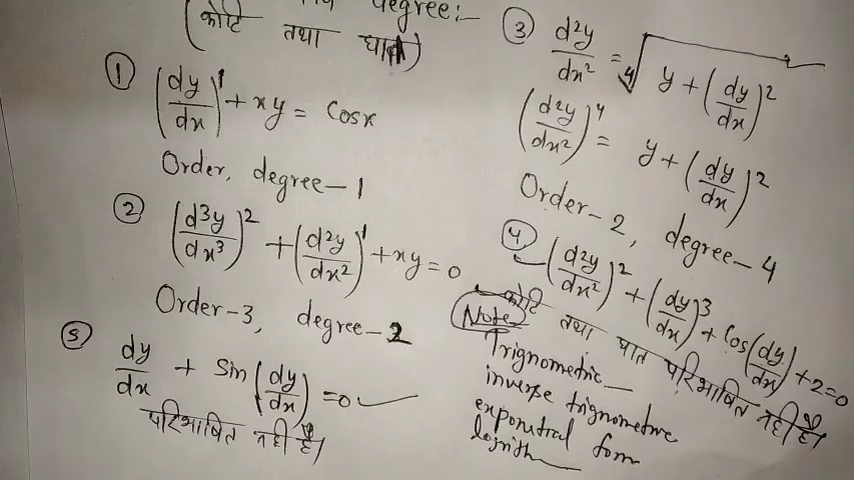 degree:-
(कोटि तथा घात)
① (dy/dx)¹ + xy = Cosx
Order, degree - 1
② (d³y/dx³)² + (d²y/dx²)¹ + xy = 0
Order - 3, degree - 2
⑤ dy/dx + Sin(dy/dx) = 0
परिभाषित नहीं है।
③ d²y/dx² = ⁴√y + (dy/dx)²
(d²y/dx²)⁴ = y + (dy/dx)²
Order - 2, degree - 4
④ (d²y/dx²)² + (dy/dx)³ + Cos(dy/dx) + 2 = 0
कोटि तथा घात परिभाषित नहीं है।
Note
Trignometric
inverse trignometric
exponetral form
logrith